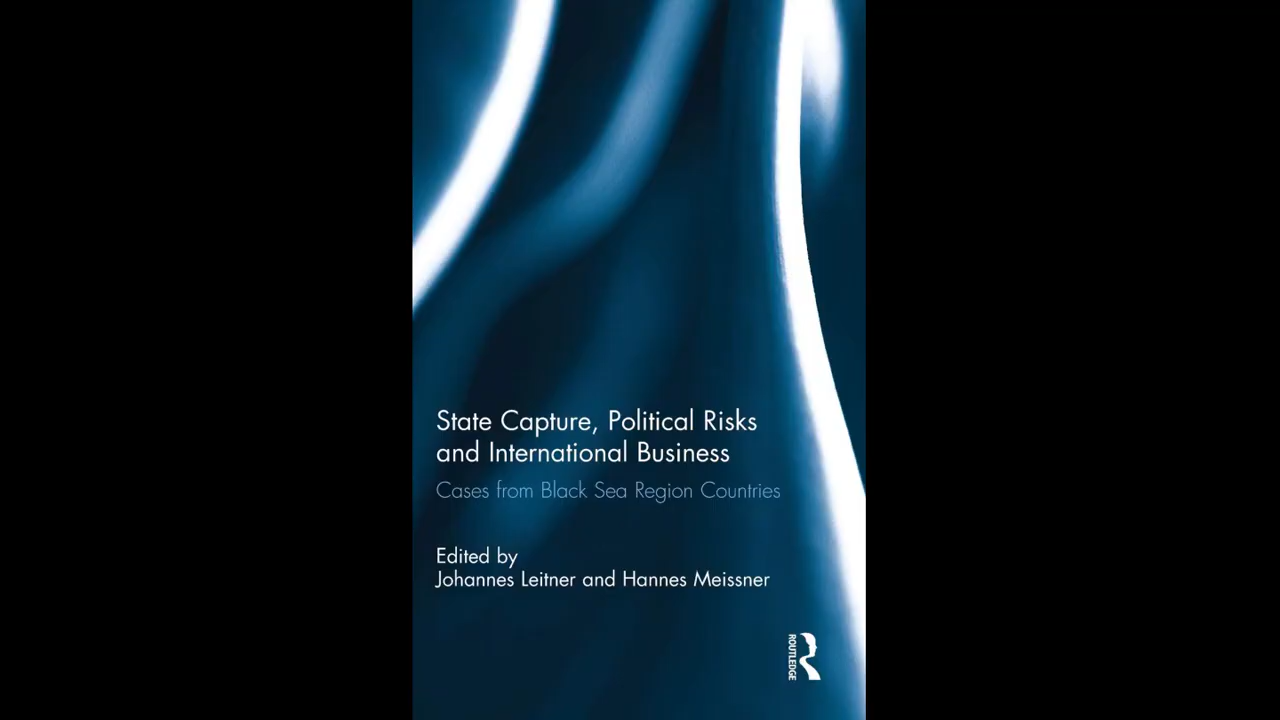 State Capture, Political Risks
and International Business
Cases from Black Sea Region Countries
Edited by
Johannes Leitner and Hannes Meissner
ROUTLEDGE